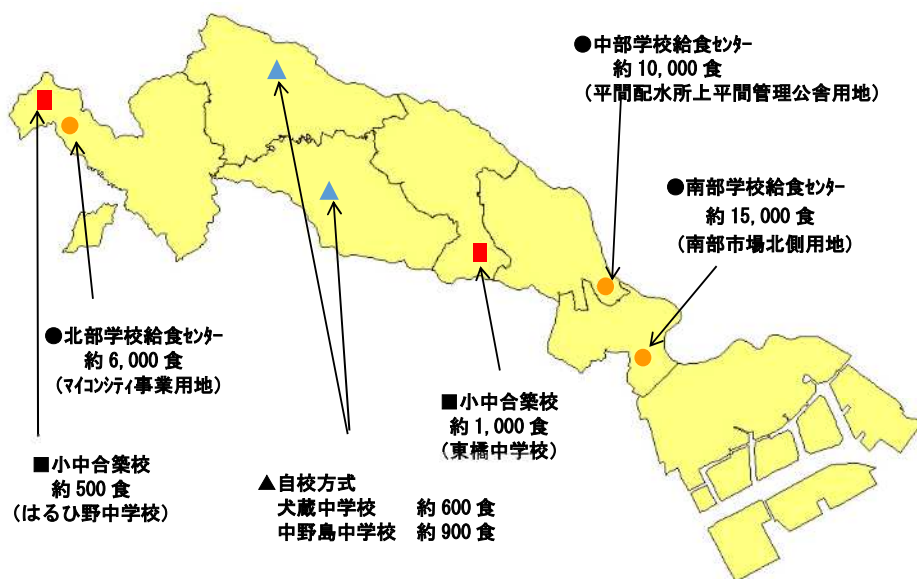 ●中部学校給食センター
約 10,000 食
(平間配水所上平間管理公舎用地)
●南部学校給食センター
約 15,000 食
(南部市場北側用地)
●北部学校給食センター
約 6,000 食
(マイコンシティ事業用地)
■小中合築校
約 1,000 食
(東橘中学校)
■小中合築校
約 500 食
(はるひ野中学校)
▲自校方式
犬蔵中学校 約 600 食
中野島中学校 約 900 食